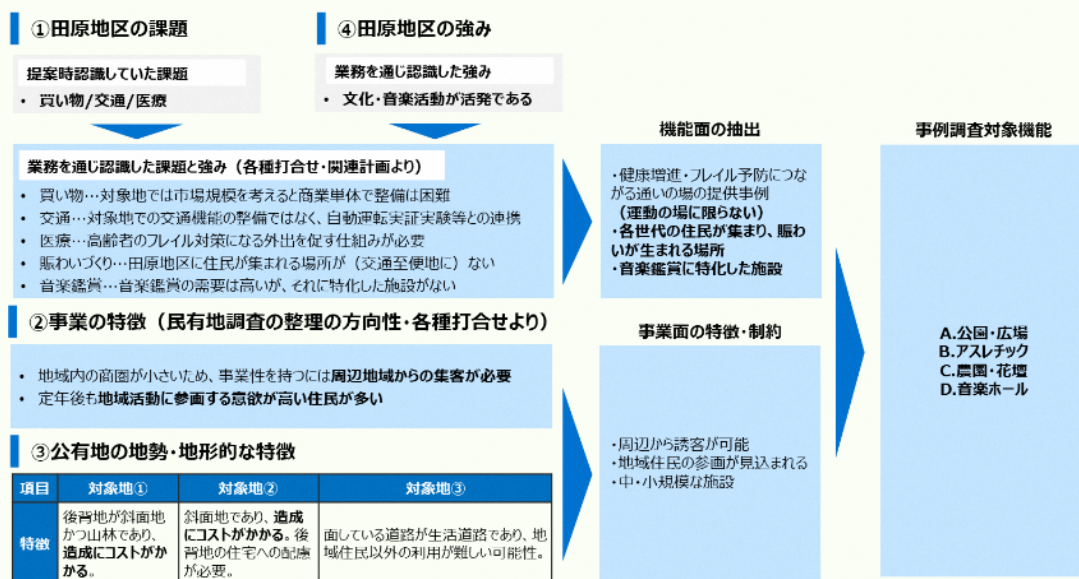 ①田原地区の課題
④田原地区の強み
提案時認識していた課題
• 買い物/交通/医療
業務を通じ認識した強み
• 文化・音楽活動が活発である
業務を通じ認識した課題と強み(各種打合せ・関連計画より)
• 買い物…対象地では市場規模を考えると商業単体で整備は困難
• 交通…対象地での交通機能の整備ではなく、自動運転実証実験等との連携
• 医療…高齢者のフレイル対策になる外出を促す仕組みが必要
• 賑わいづくり…田原地区に住民が集まれる場所が(交通至便地に)ない
• 音楽鑑賞…音楽鑑賞の需要は高いが、それに特化した施設がない
②事業の特徴(民有地調査の整理の方向性・各種打合せより)
• 地域内の商圏が小さいため、事業性を持つには周辺地域からの集客が必要
• 定年後も地域活動に参画する意欲が高い住民が多い
③公有地の地勢・地形的な特徴
項目 対象地① 対象地② 対象地③
特徴
後背地が斜面地
かつ山林であり、
造成にコストがか
かる。
斜面地であり、造成
にコストがかかる。後
背地の住宅への配慮
が必要。
面している道路が生活道路であり、地
域住民以外の利用が難しい可能性。
機能面の抽出
・健康増進・フレイル予防につな
がる通いの場の提供事例
(運動の場に限らない)
・各世代の住民が集まり、賑わ
いが生まれる場所
・音楽鑑賞に特化した施設
事業面の特徴・制約
・周辺から誘客が可能
・地域住民の参画が見込まれる
・中・小規模な施設
事例調査対象機能
A.公園・広場
B.アスレチック
C.農園・花壇
D.音楽ホール